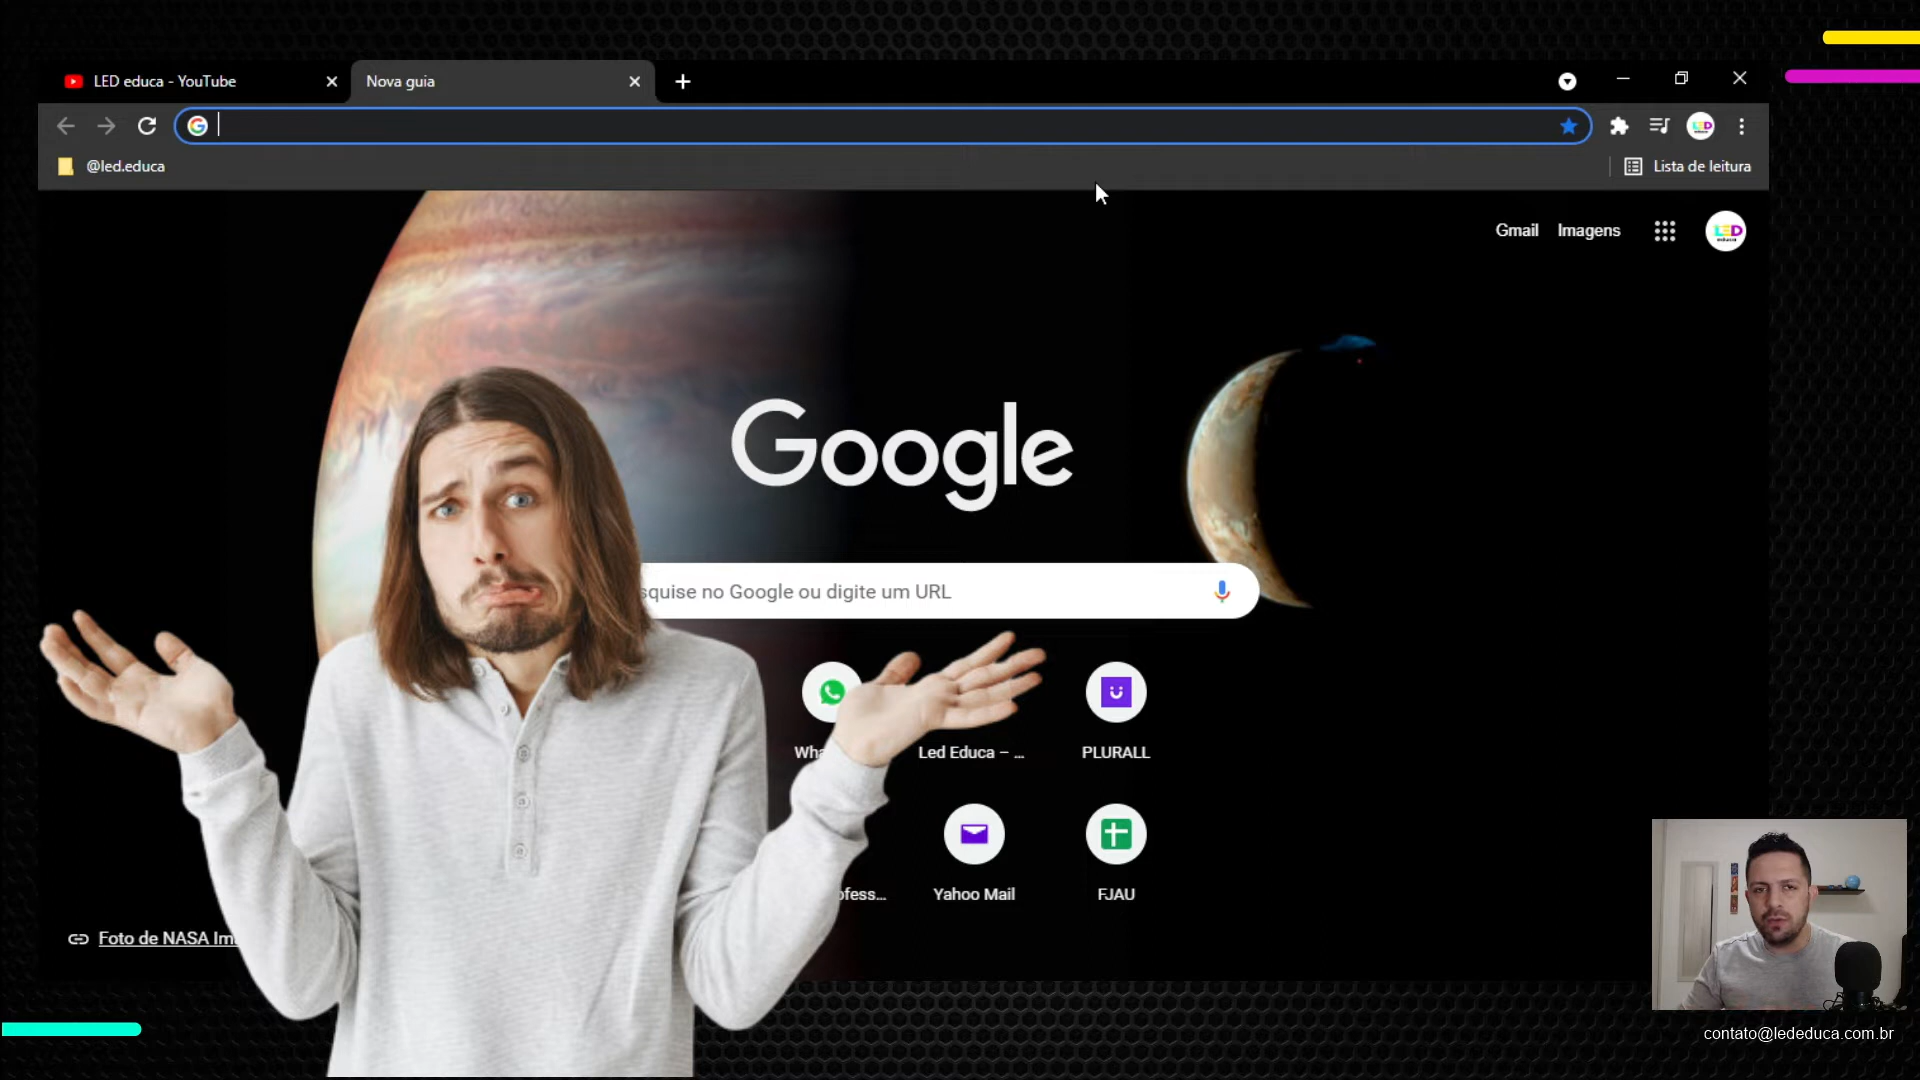 LED educa - YouTube
Nova guia
@led.educa
Lista de leitura
Gmail
Imagens
LED
Google
squise no Google ou digite um URL
Wha
Led Educa – ...
PLURALL
ofess...
Yahoo Mail
FJAU
Foto de NASA Im
contato@lededuca.com.br